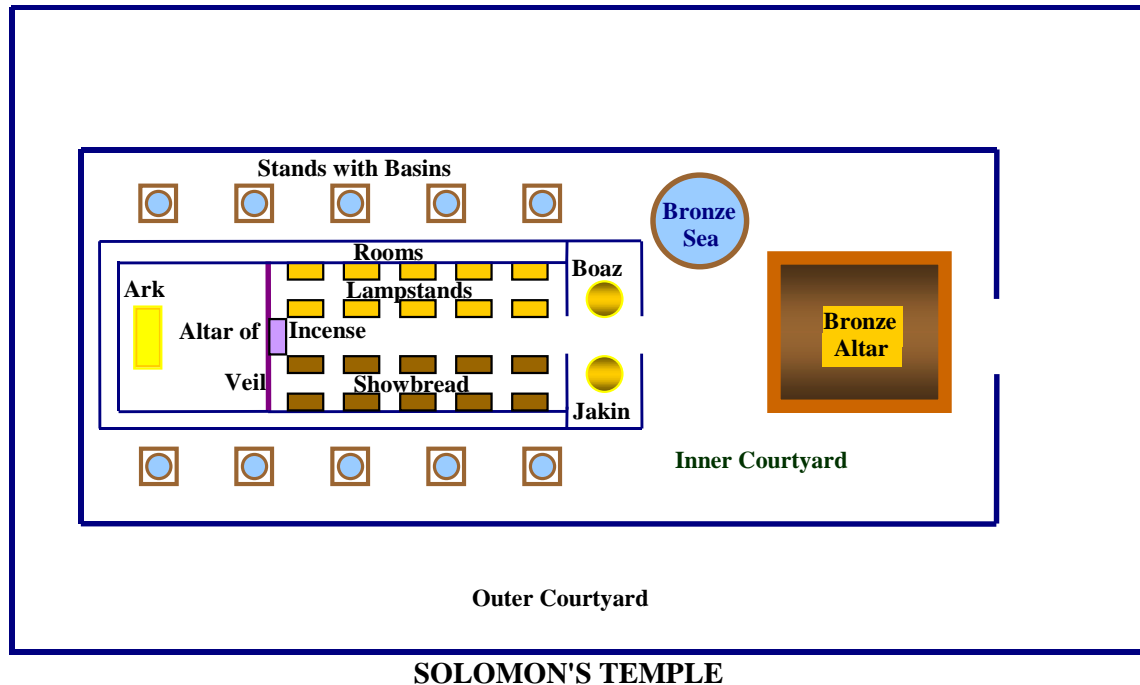 Stands with Basins
Bronze
Sea
Rooms
Boaz
Ark
Lampstands
Altar of Incense
Bronze
Altar
Veil
Showbread
Jakin
Inner Courtyard
Outer Courtyard
SOLOMON'S TEMPLE